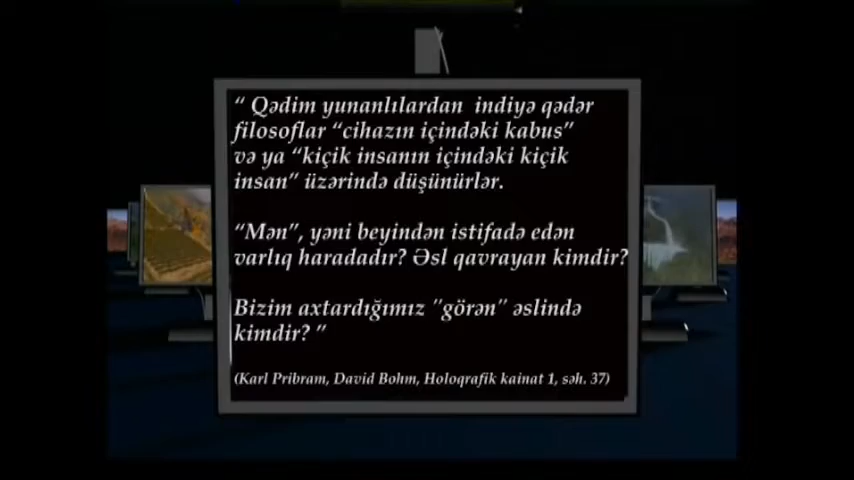 “ Qədim yunanlılardan indiyə qədər
filosoflar “cihazın içindəki kabus”
və ya “kiçik insanın içindəki kiçik
insan” üzərində düşünürlər.
“Mən”, yəni beyindən istifadə edən
varlıq haradadır? Əsl qavrayan kimdir?
Bizim axtardığımız "görən" əslində
kimdir? ”
(Karl Pribram, David Bohm, Holoqrafik kainat 1, səh. 37)